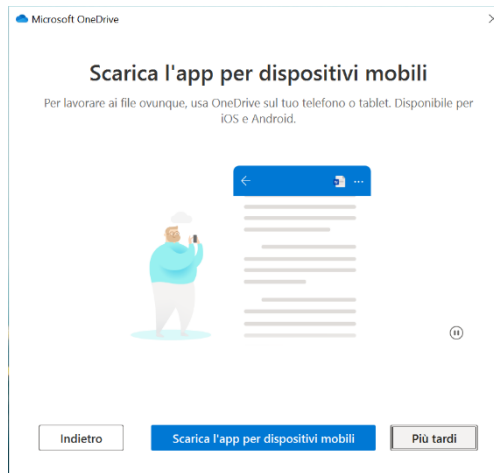 Microsoft OneDrive
Scarica l'app per dispositivi mobili
Per lavorare ai file ovunque, usa OneDrive sul tuo telefono o tablet. Disponibile per
iOS e Android.
Indietro
Scarica l'app per dispositivi mobili
Più tardi